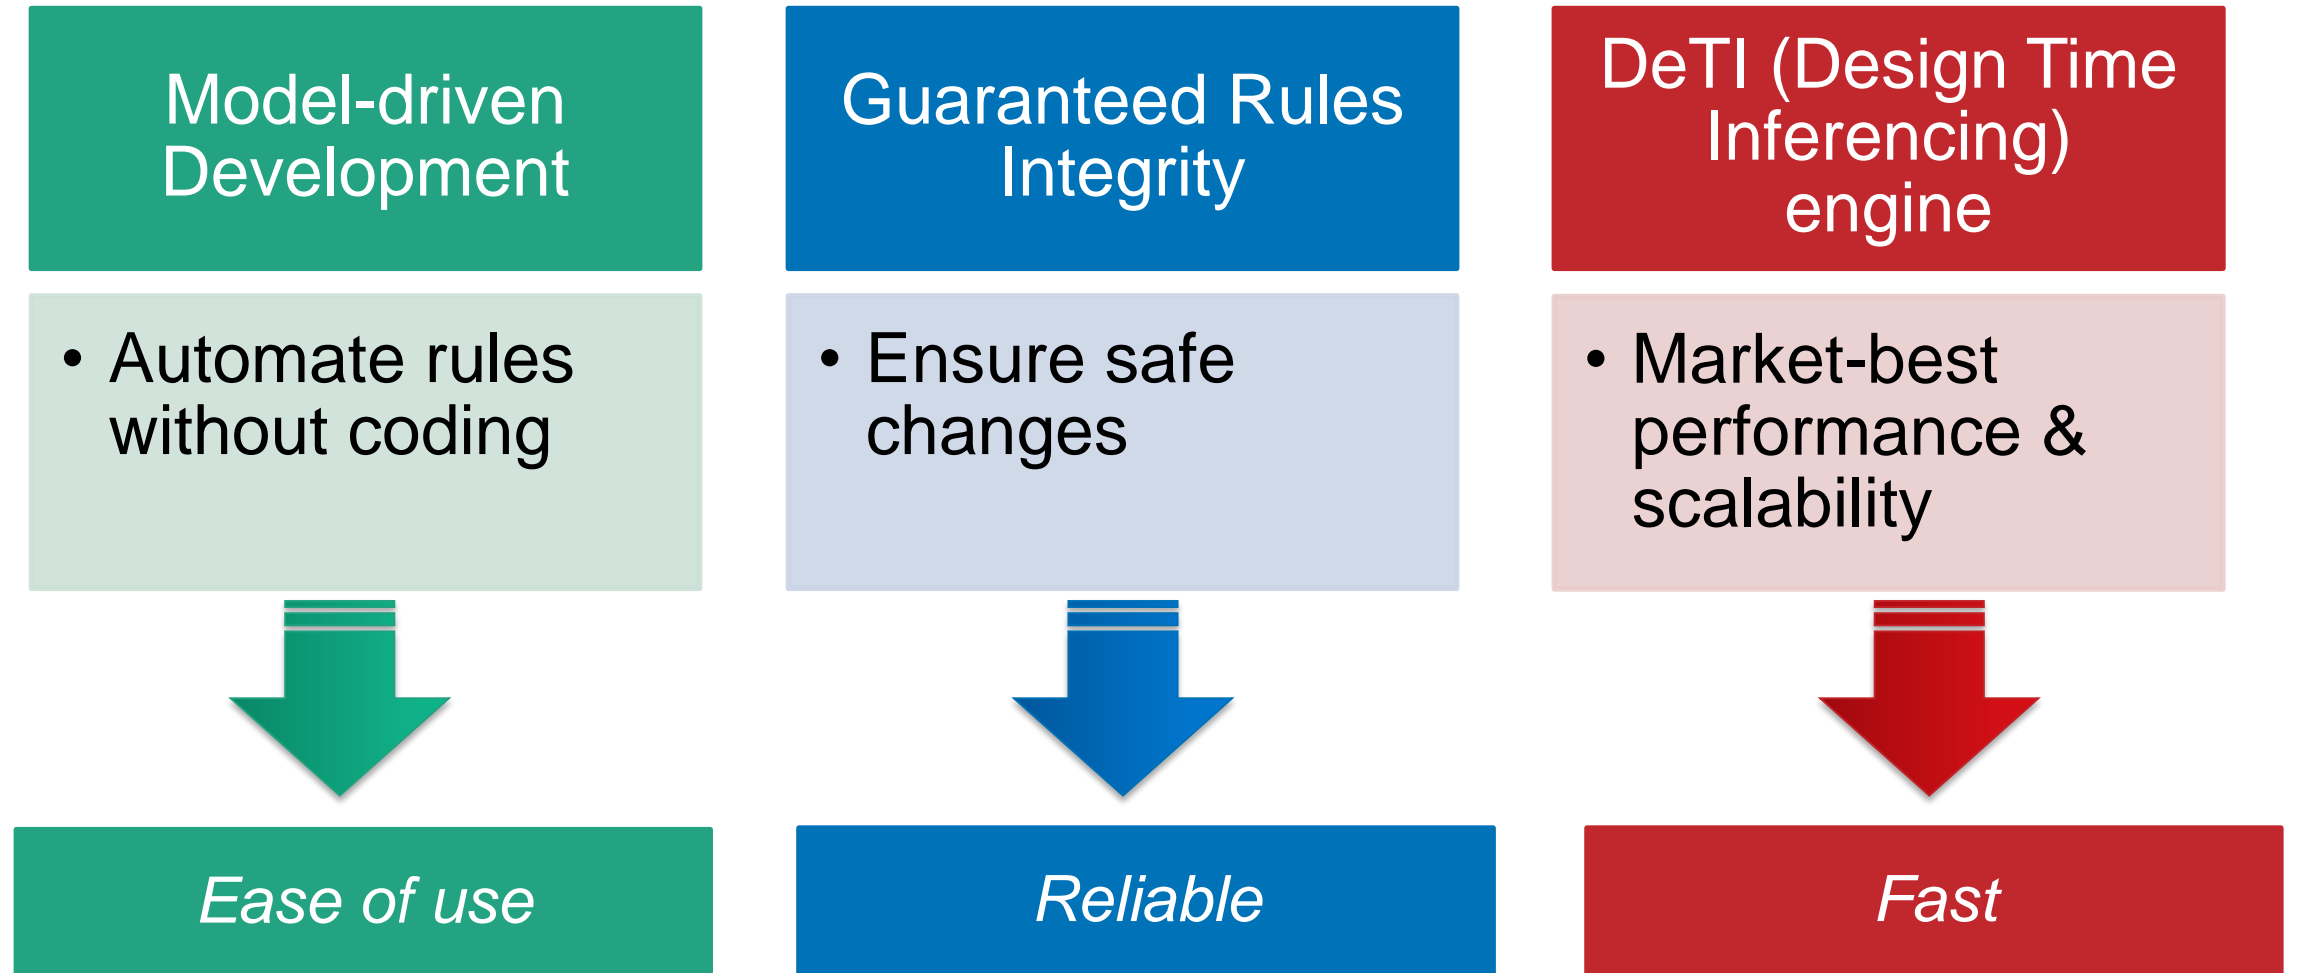 Model-driven
Development
• Automate rules
without coding
Ease of use
Guaranteed Rules
Integrity
• Ensure safe
changes
Reliable
DeTI (Design Time
Inferencing)
engine
• Market-best
performance &
scalability
Fast